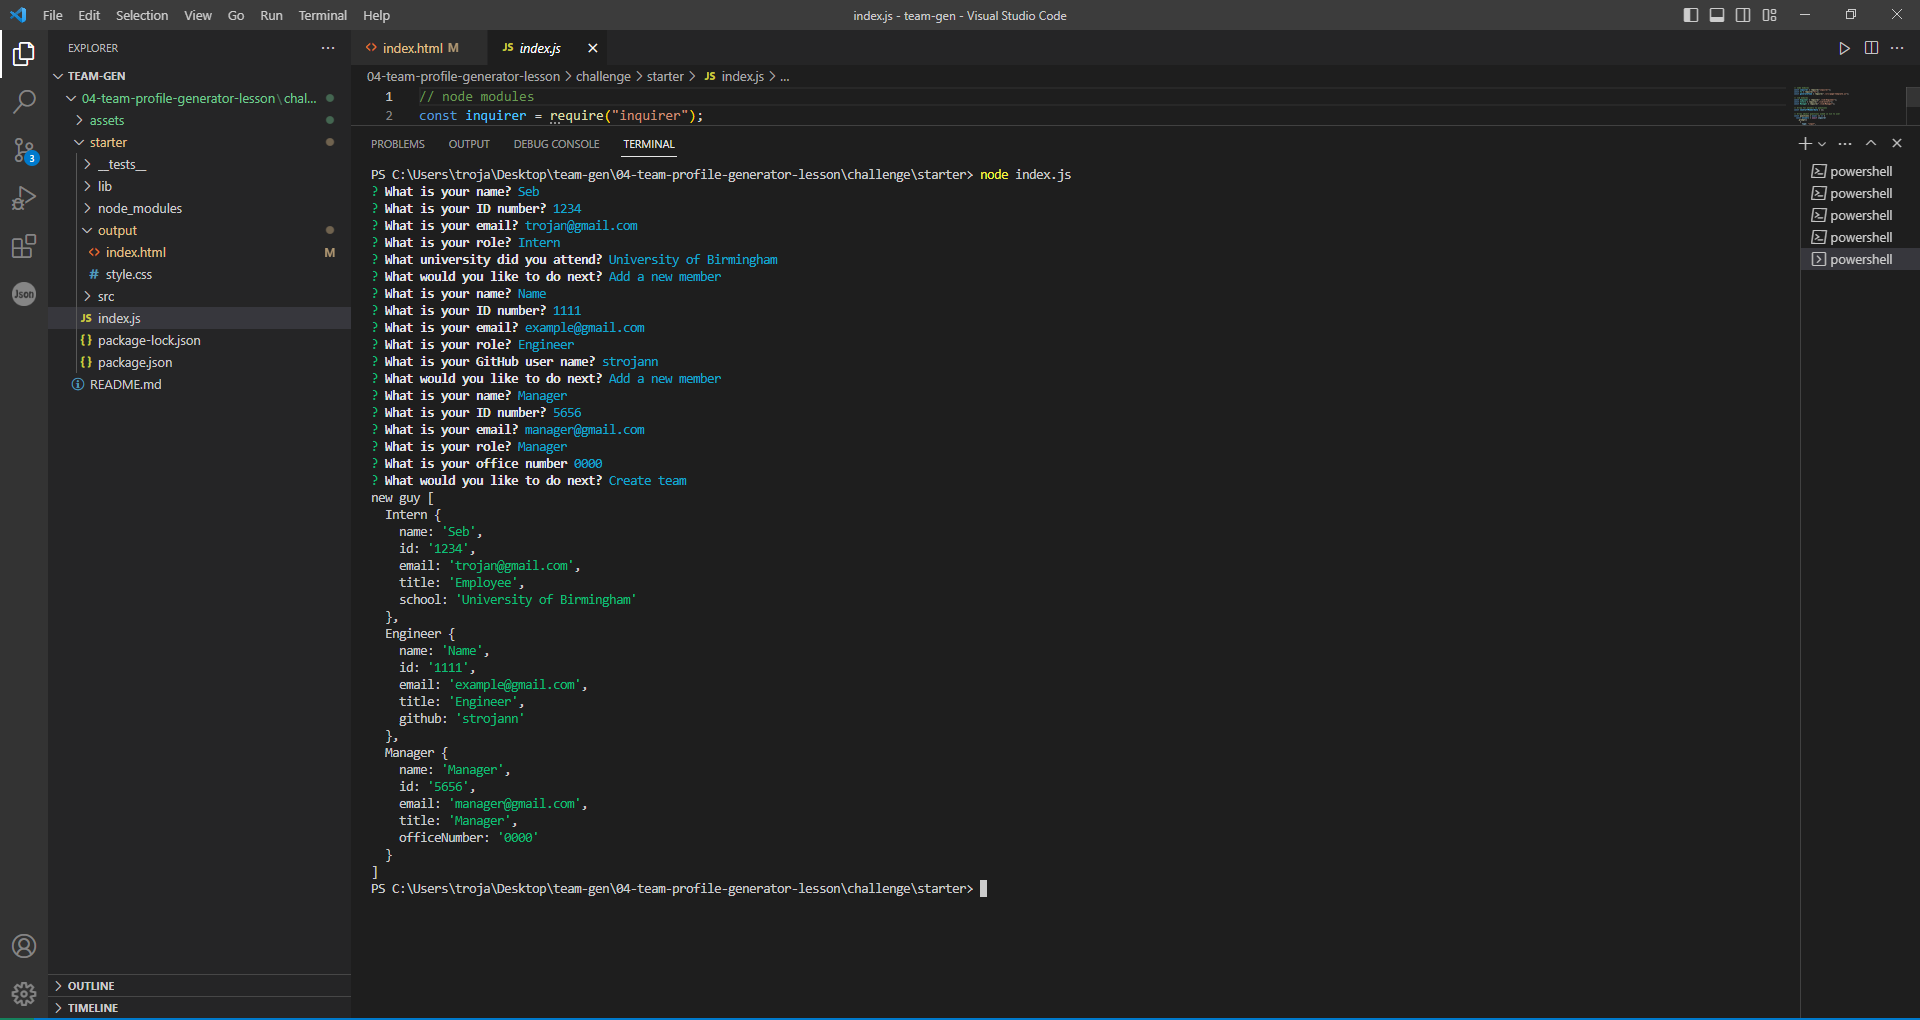 File Edit Selection View Go Run Terminal Help
index.js - team-gen - Visual Studio Code
EXPLORER
TEAM-GEN
04-team-profile-generator-lesson \ chal...
assets
starter
__tests__
lib
node_modules
output
index.html M
style.css
src
JS index.js
{} package-lock.json
{} package.json
README.md
OUTLINE
TIMELINE
3
Json
index.html M
JS index.js
04-team-profile-generator-lesson > challenge > starter > JS index.js > ...
1 // node modules
2 const inquirer = require("inquirer");
PROBLEMS OUTPUT DEBUG CONSOLE TERMINAL
PS C:\Users\troja\Desktop\team-gen\04-team-profile-generator-lesson\challenge\starter> node index.js
? What is your name? Seb
? What is your ID number? 1234
? What is your email? trojan@gmail.com
? What is your role? Intern
? What university did you attend? University of Birmingham
? What would you like to do next? Add a new member
? What is your name? Name
? What is your ID number? 1111
? What is your email? example@gmail.com
? What is your role? Engineer
? What is your GitHub user name? strojann
? What would you like to do next? Add a new member
? What is your name? Manager
? What is your ID number? 5656
? What is your email? manager@gmail.com
? What is your role? Manager
? What is your office number 0000
? What would you like to do next? Create team
new guy [
Intern {
name: 'Seb',
id: '1234',
email: 'trojan@gmail.com',
title: 'Employee',
school: 'University of Birmingham'
},
Engineer {
name: 'Name',
id: '1111',
email: 'example@gmail.com',
title: 'Engineer',
github: 'strojann'
},
Manager {
name: 'Manager',
id: '5656',
email: 'manager@gmail.com',
title: 'Manager',
officeNumber: '0000'
}
]
PS C:\Users\troja\Desktop\team-gen\04-team-profile-generator-lesson\challenge\starter>
powershell
powershell
powershell
powershell
powershell